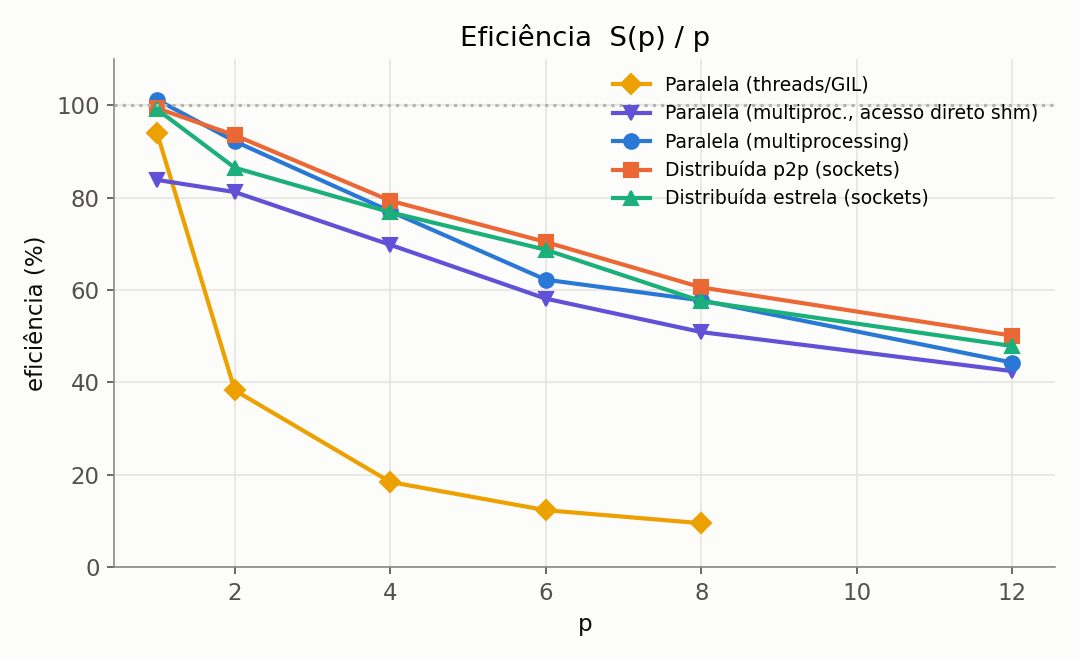 Eficiência  S(p) / p
Paralela (threads/GIL)
Paralela (multiproc., acesso direto shm)
Paralela (multiprocessing)
Distribuída p2p (sockets)
Distribuída estrela (sockets)
eficiência (%)
100
80
60
40
20
0
2 4 6 8 10 12
p